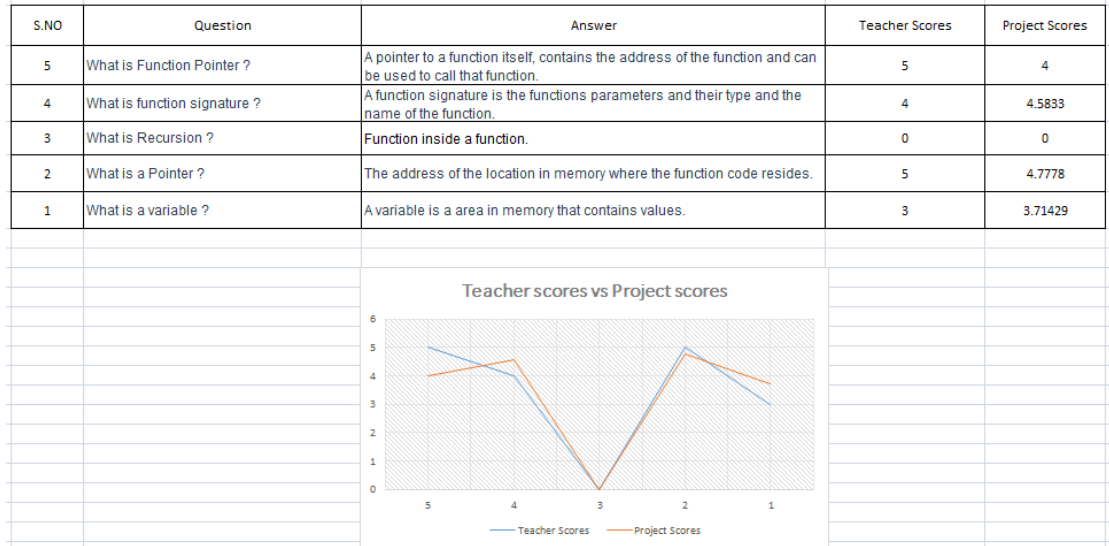 S.NO Question Answer Teacher Scores Project Scores
5 What is Function Pointer ? A pointer to a function itself, contains the address of the function and can be used to call that function. 5 4
4 What is function signature ? A function signature is the functions parameters and their type and the name of the function. 4 4.5833
3 What is Recursion ? Function inside a function. 0 0
2 What is a Pointer ? The address of the location in memory where the function code resides. 5 4.7778
1 What is a variable ? A variable is a area in memory that contains values. 3 3.71429
Teacher scores vs Project scores
6
5
4
3
2
1
0
5 4 3 2 1
Teacher Scores Project Scores